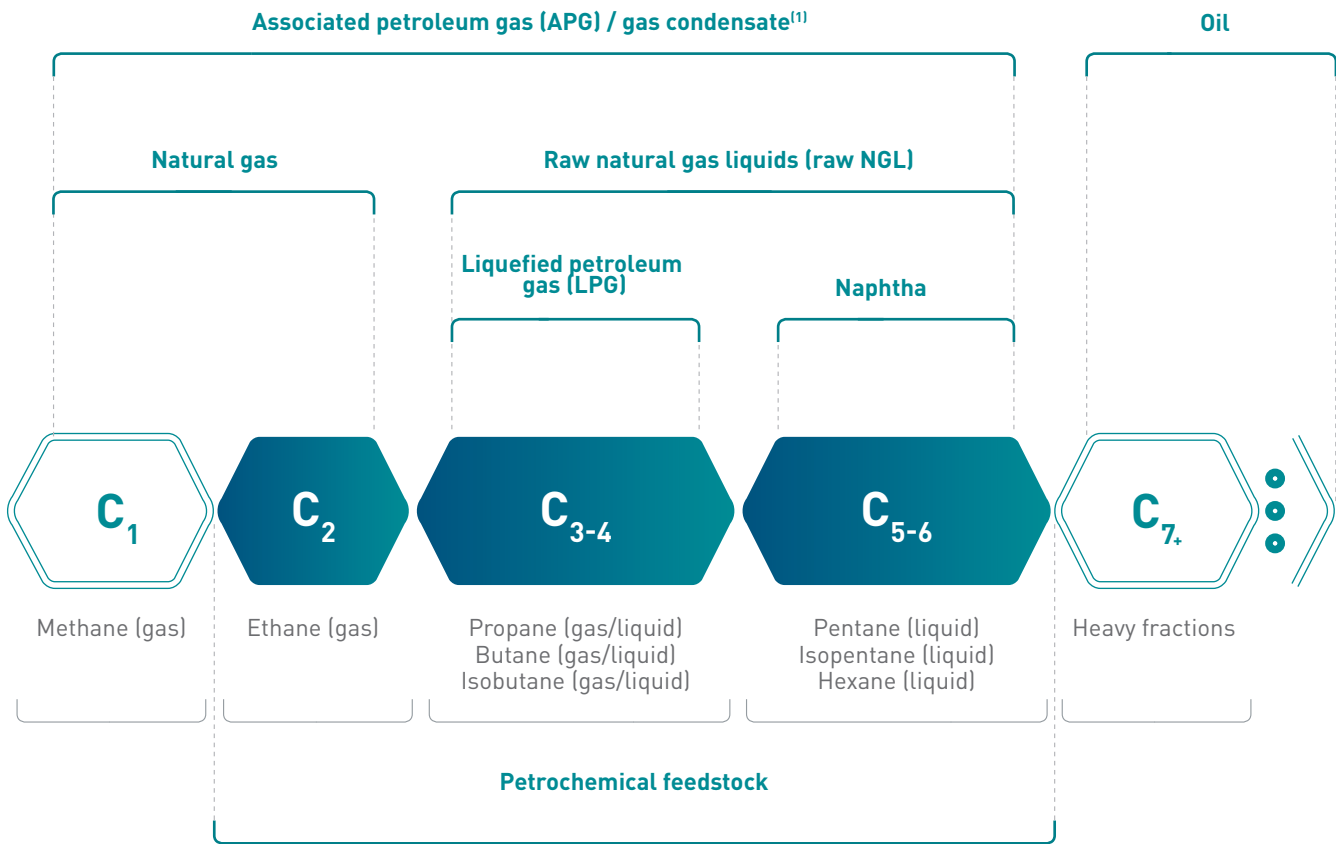 Associated petroleum gas (APG) / gas condensate(1)
Oil
Natural gas
Raw natural gas liquids (raw NGL)
Liquefied petroleum
gas (LPG)
Naphtha
C1
C2
C3-4
C5-6
C7+
Methane (gas)
Ethane (gas)
Propane (gas/liquid)
Butane (gas/liquid)
Isobutane (gas/liquid)
Pentane (liquid)
Isopentane (liquid)
Hexane (liquid)
Heavy fractions
Petrochemical feedstock